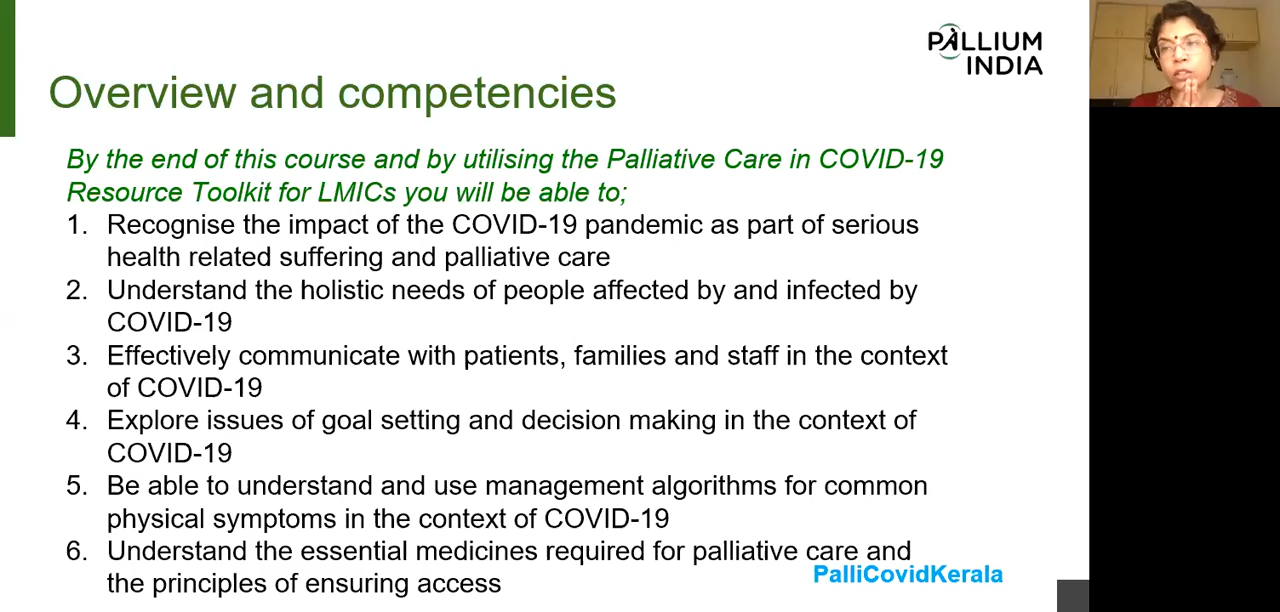 PALLIUM
INDIA
Overview and competencies
By the end of this course and by utilising the Palliative Care in COVID-19
Resource Toolkit for LMICs you will be able to;
1. Recognise the impact of the COVID-19 pandemic as part of serious
health related suffering and palliative care
2. Understand the holistic needs of people affected by and infected by
COVID-19
3. Effectively communicate with patients, families and staff in the context
of COVID-19
4. Explore issues of goal setting and decision making in the context of
COVID-19
5. Be able to understand and use management algorithms for common
physical symptoms in the context of COVID-19
6. Understand the essential medicines required for palliative care and
the principles of ensuring access
PalliCovidKerala